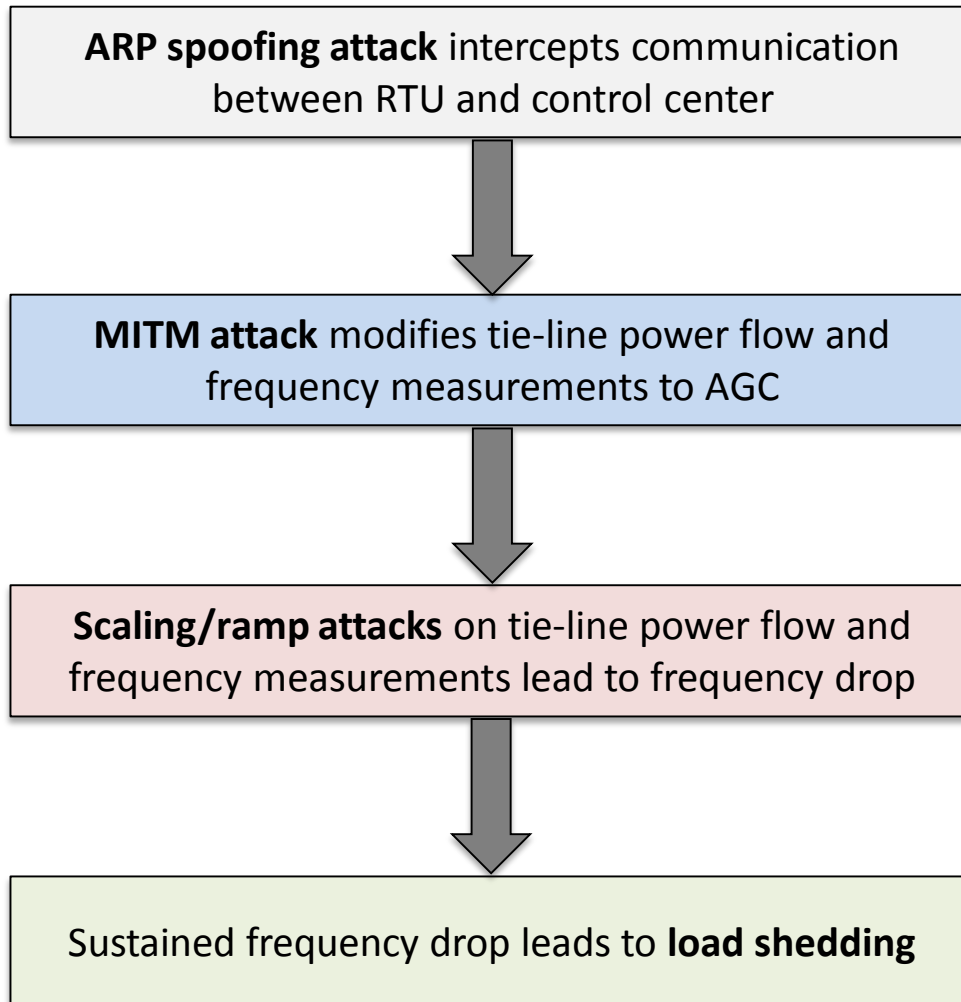 ARP spoofing attack intercepts communication
between RTU and control center
MITM attack modifies tie-line power flow and
frequency measurements to AGC
Scaling/ramp attacks on tie-line power flow and
frequency measurements lead to frequency drop
Sustained frequency drop leads to load shedding